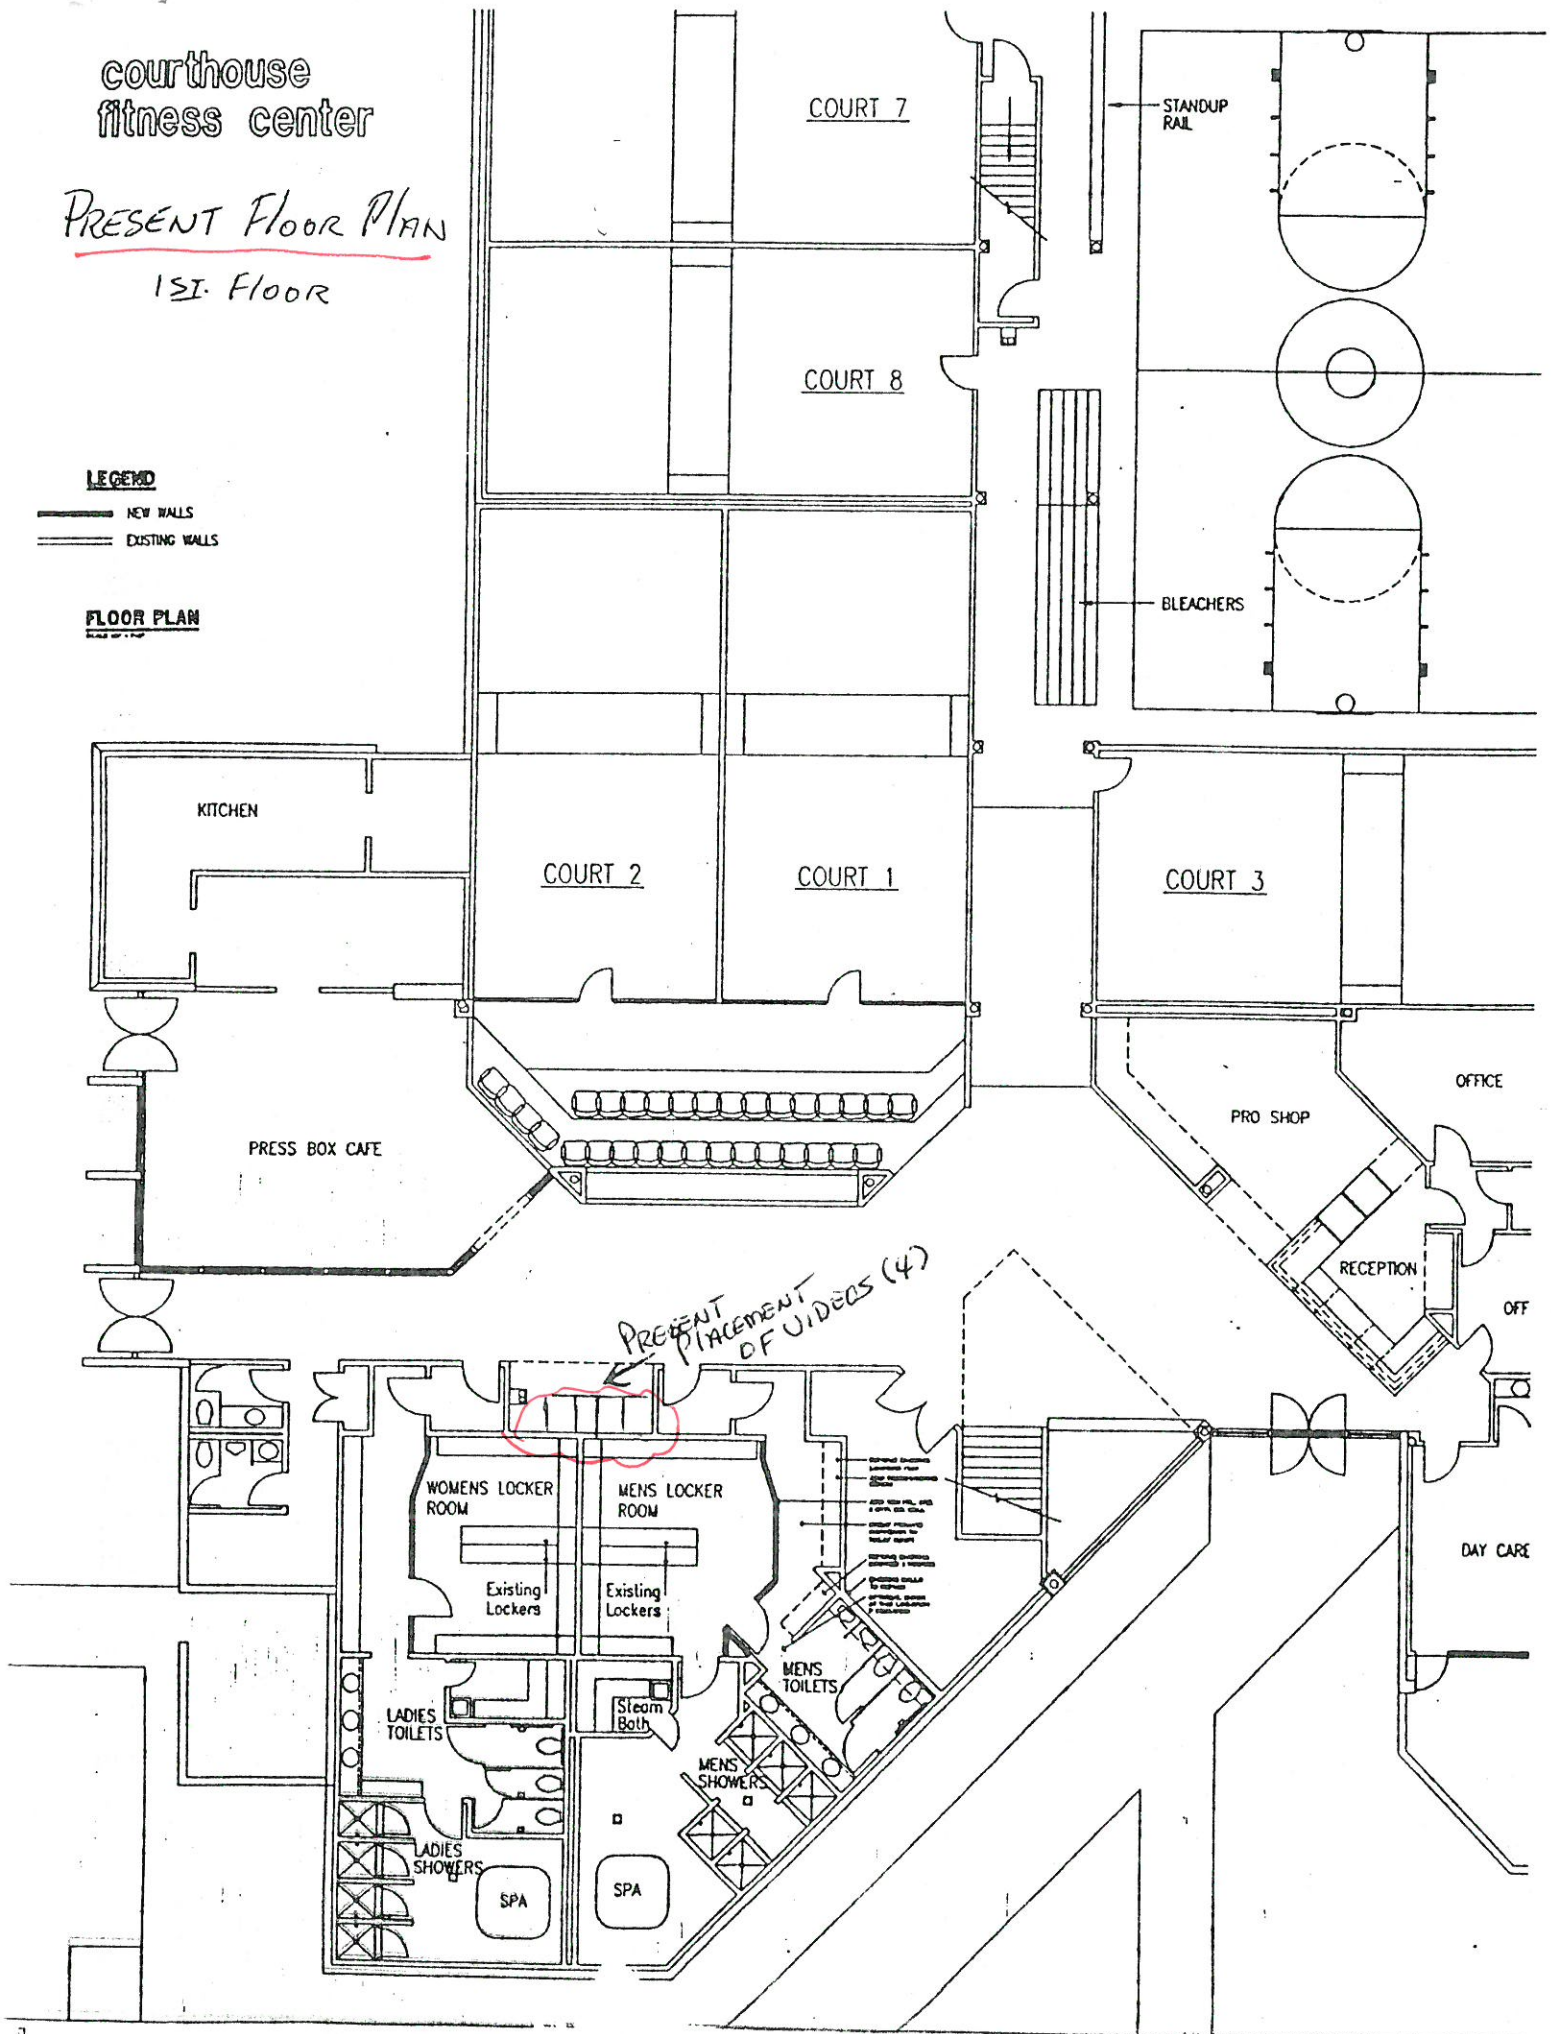 courthouse
fitness center
PRESENT FlooR PlAN
1ST. FlooR
LEGEND
NEW WALLS
EXISTING WALLS
FLOOR PLAN
COURT 7
STANDUP
RAIL
COURT 8
BLEACHERS
KITCHEN
COURT 2
COURT 1
COURT 3
OFFICE
PRO SHOP
PRESS BOX CAFE
RECEPTION
OFF
PRESENT
PlACEMENT
OF VIDEOS (4)
WOMENS LOCKER
ROOM
MENS LOCKER
ROOM
Existing
Lockers
Existing
Lockers
DAY CARE
MENS
TOILETS
LADIES
TOILETS
Steam
Bath
MENS
SHOWERS
LADIES
SHOWERS
SPA
SPA